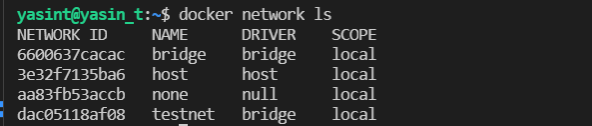 yasint@yasin_t:~$ docker network ls
NETWORK ID     NAME      DRIVER    SCOPE
6600637cacac   bridge    bridge    local
3e32f7135ba6   host      host      local
aa83fb53accb   none      null      local
dac05118af08   testnet   bridge    local